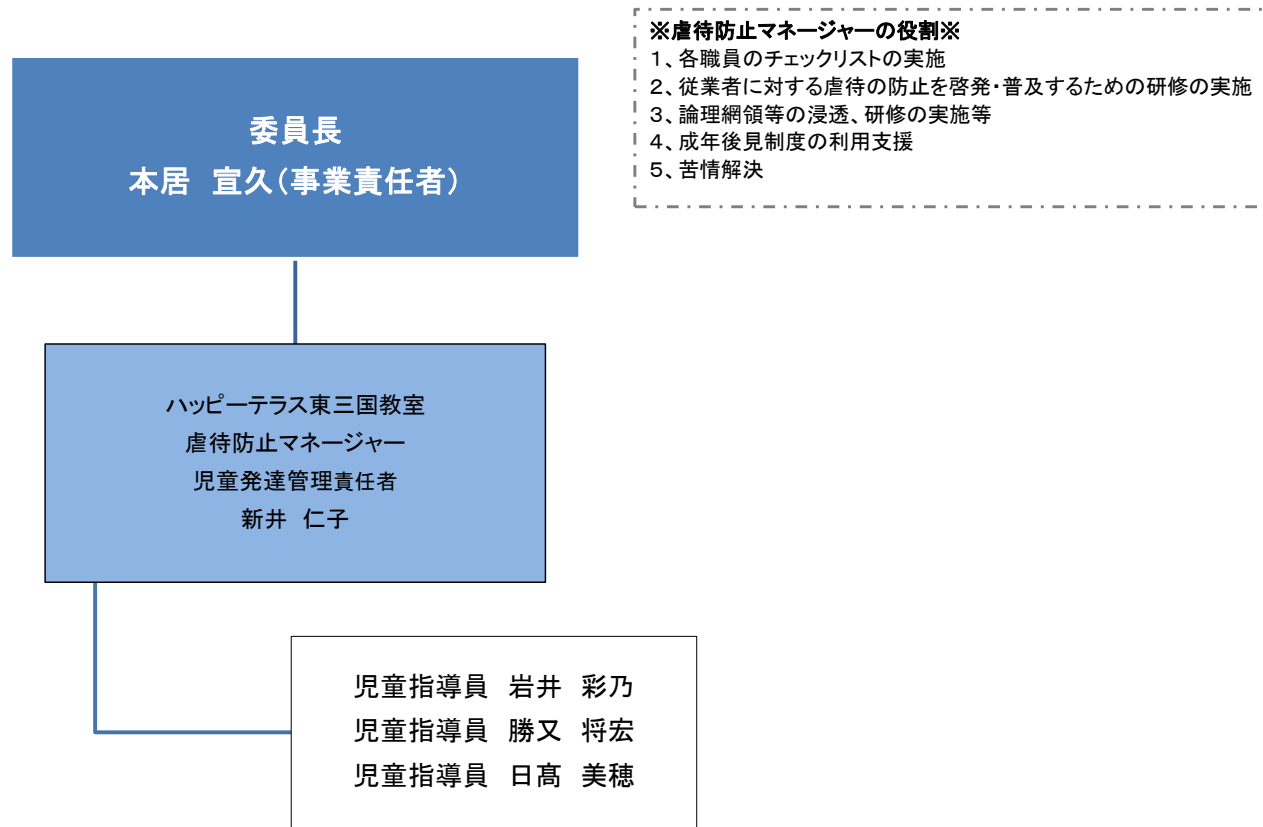 ※虐待防止マネージャーの役割※
1、各職員のチェックリストの実施
2、従業者に対する虐待の防止を啓発・普及するための研修の実施
3、論理網領等の浸透、研修の実施等
4、成年後見制度の利用支援
5、苦情解決
委員長
本居　宣久(事業責任者)
ハッピーテラス東三国教室
虐待防止マネージャー
児童発達管理責任者
新井　仁子
児童指導員　岩井　彩乃
児童指導員　勝又　将宏
児童指導員　日髙　美穂